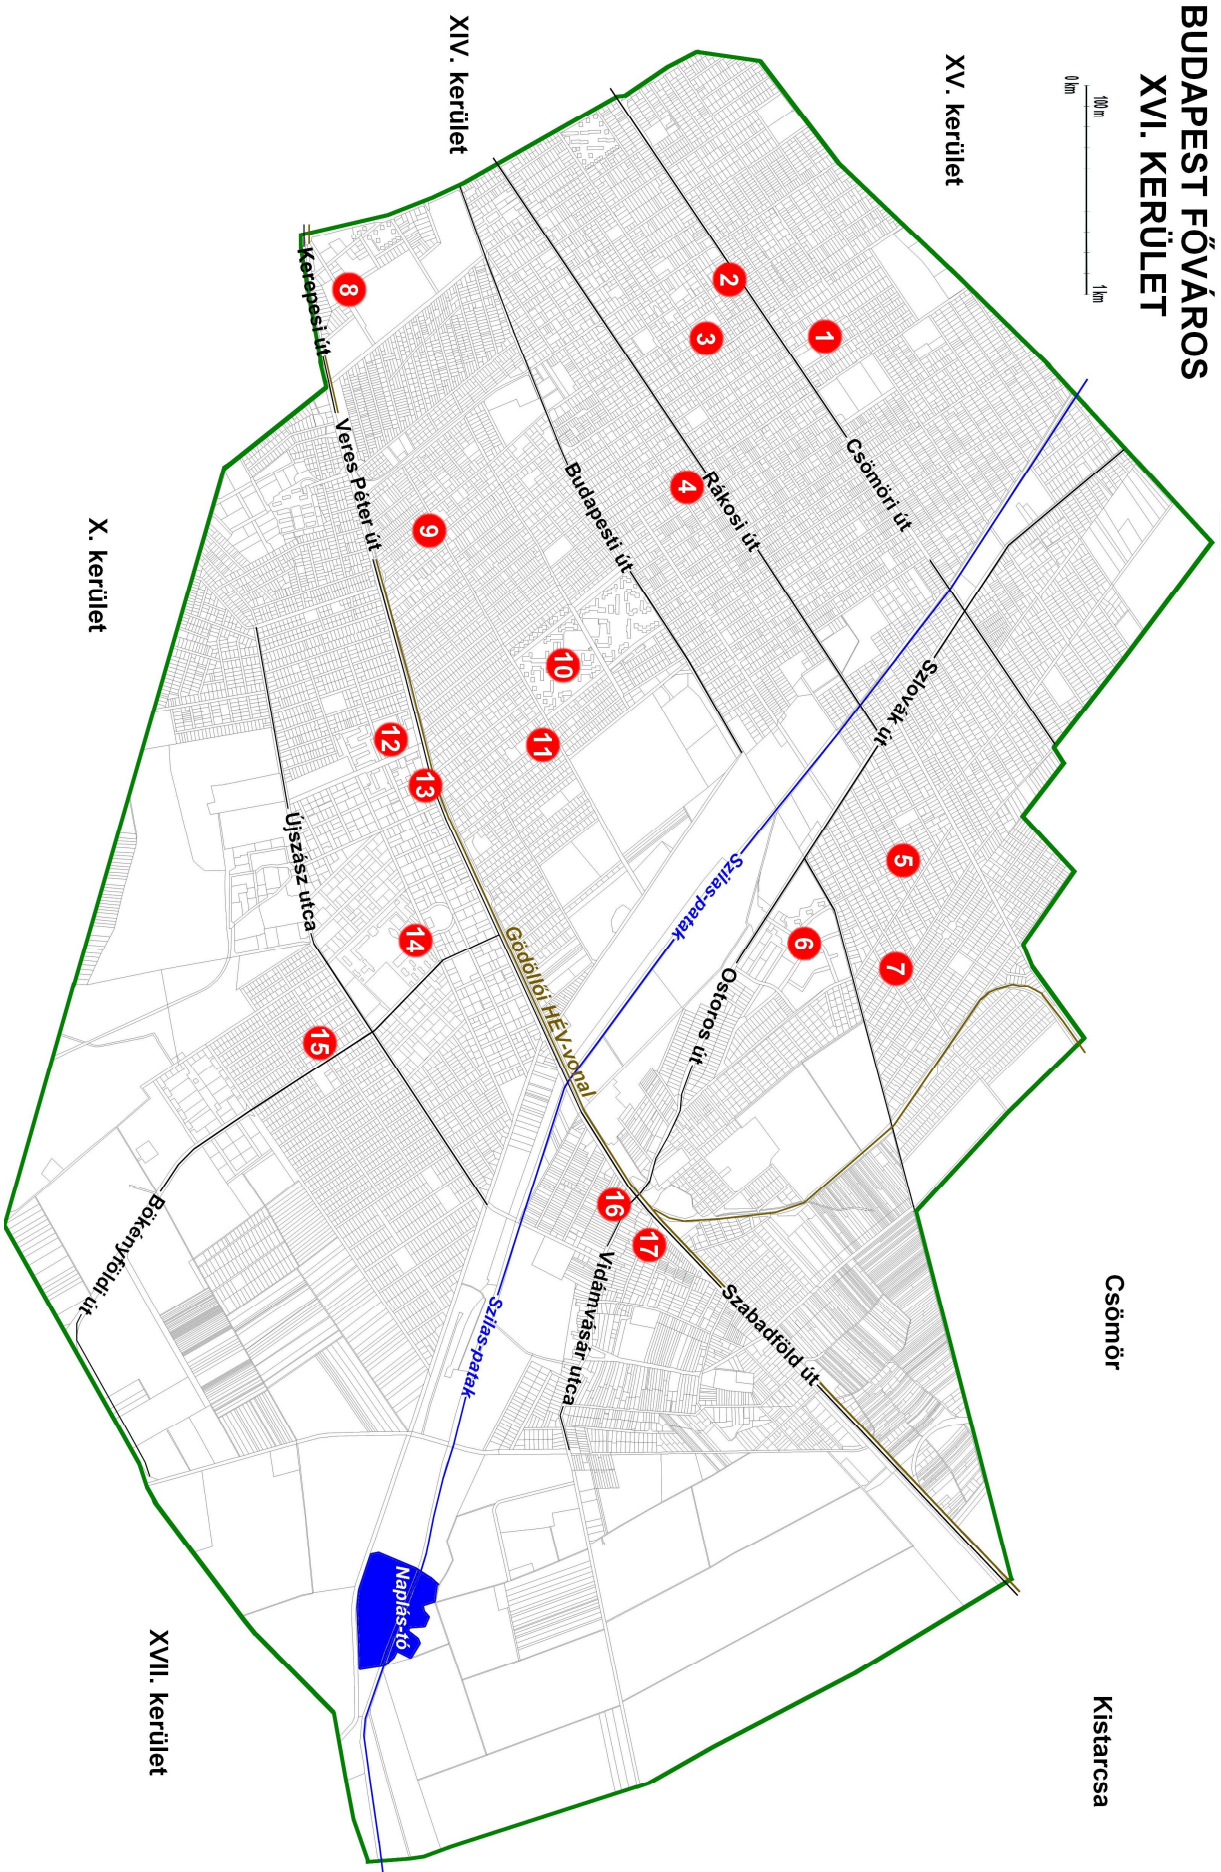 BUDAPEST FŐVÁROS
XVI. KERÜLET
0 km
100 m
1 km
XV. kerület
XIV. kerület
Csömör
Kistarcsa
X. kerület
XVII. kerület
1
2
3
4
5
6
7
8
9
10
11
12
13
14
15
16
17
Csömöri út
Rákosi út
Budapesti út
Szlovák út
Kerepesi út
Veres Péter út
Szilas-patak
Ostoros út
Gödöllői HÉV-vonal
Újszász utca
Bökényföldi út
Vidámvásár utca
Szabadföld út
Szilas-patak
Naplás-tó